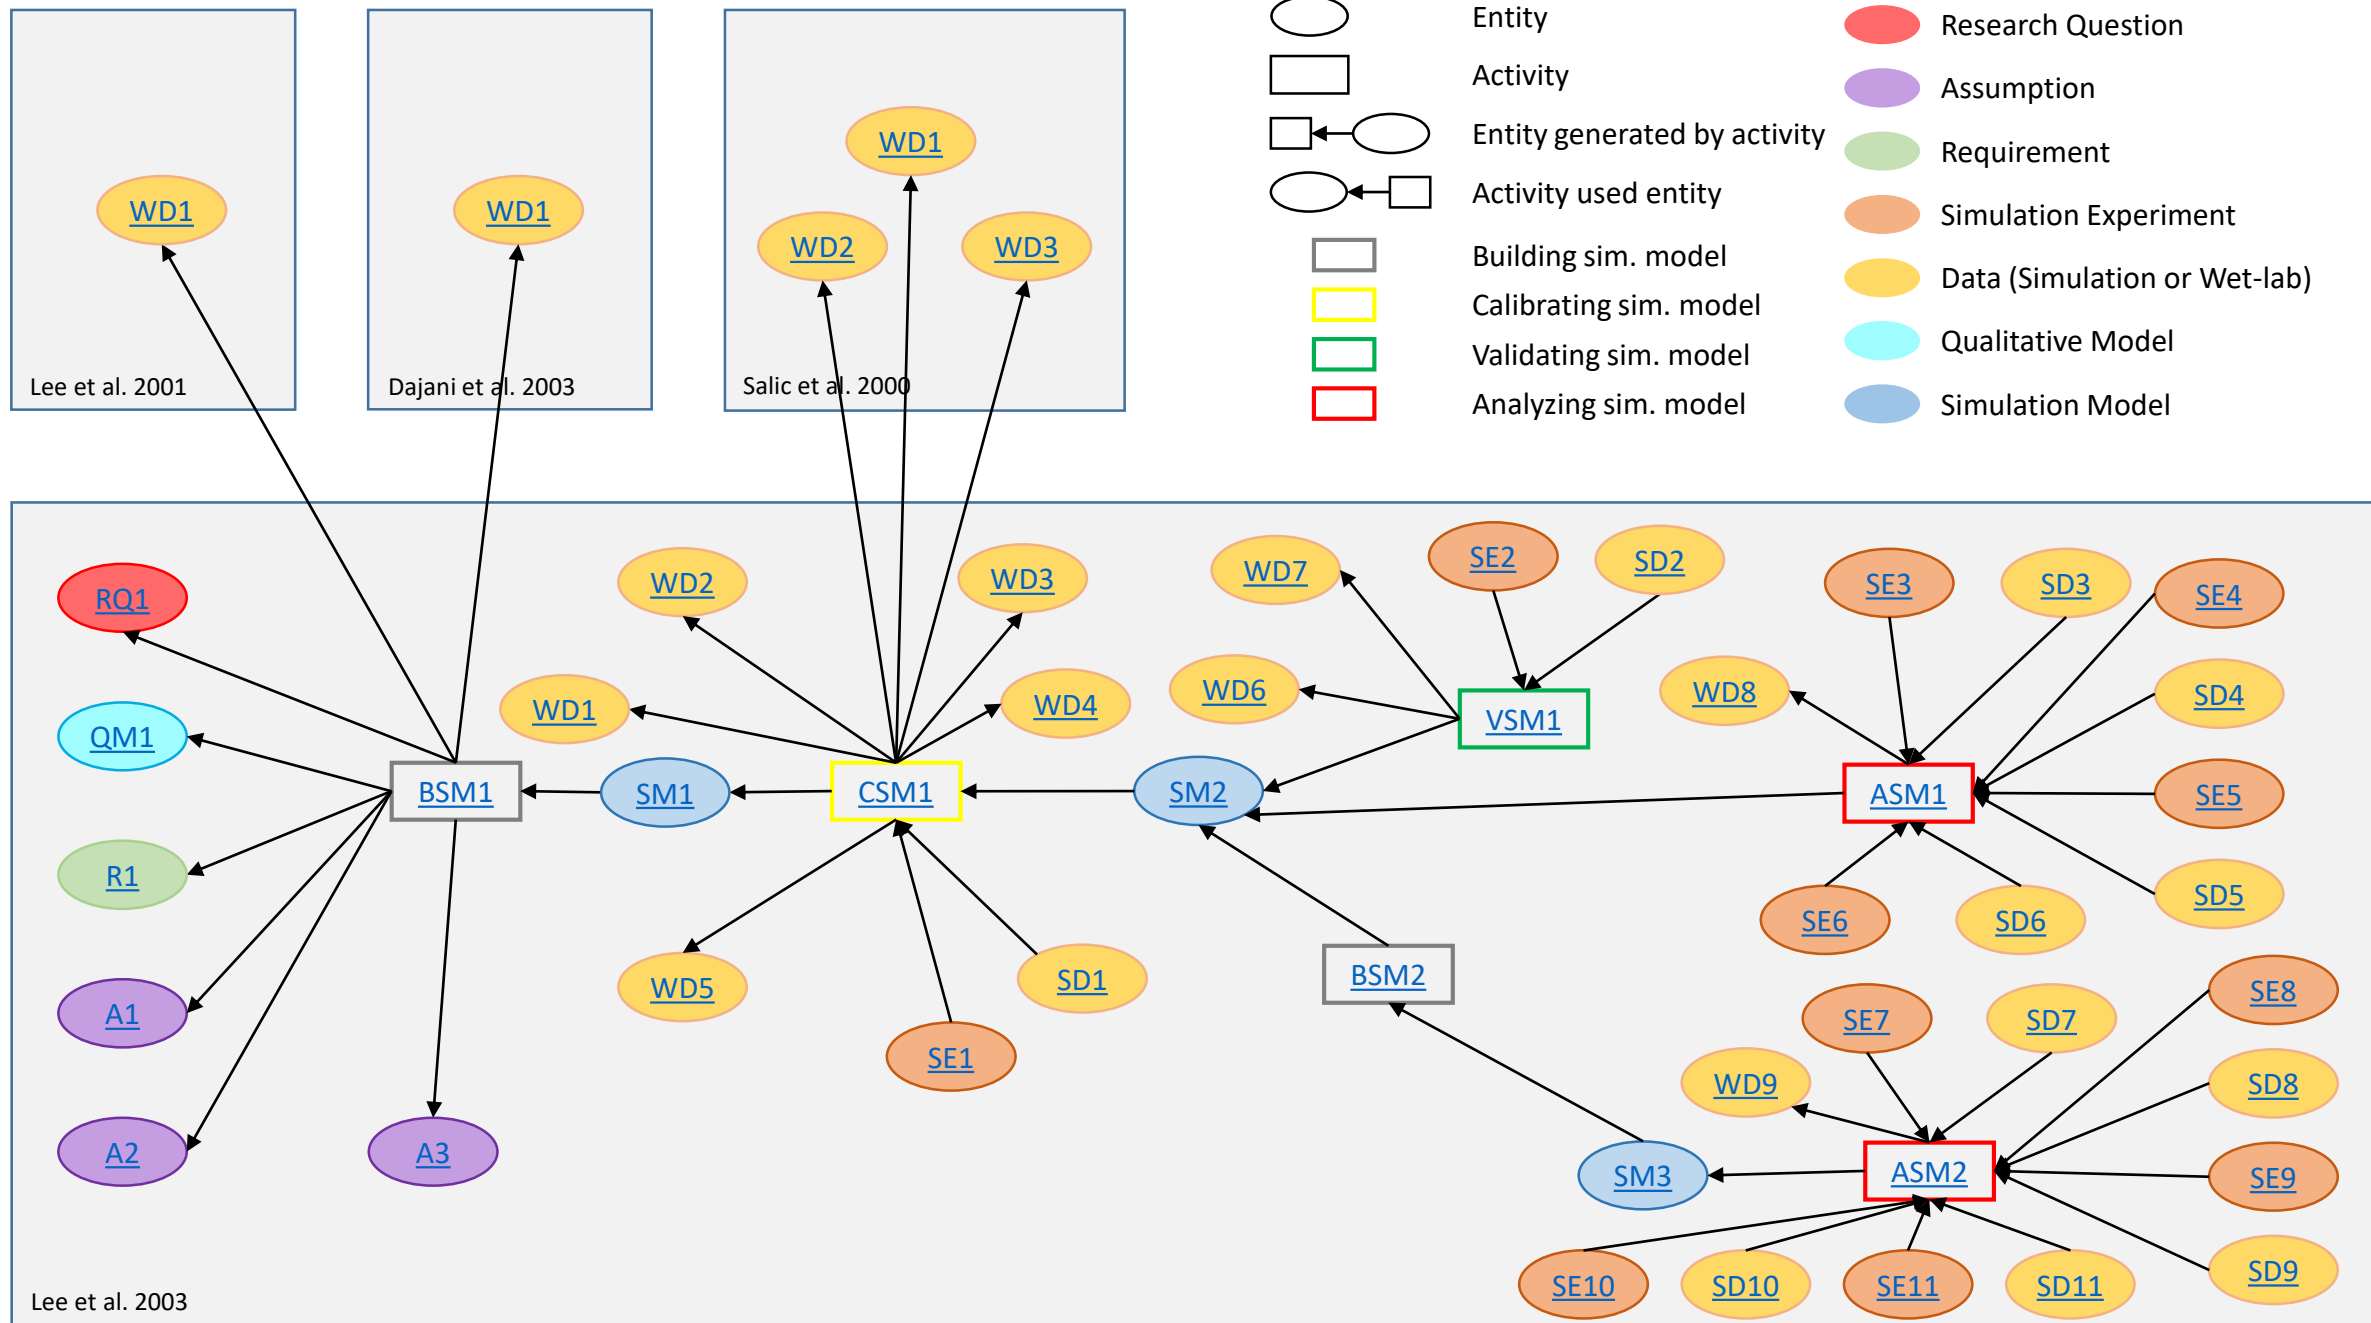 WD1
Lee et al. 2001
WD1
Dajani et al. 2003
WD1
WD2
WD3
Salic et al. 2000
Entity
Activity
Entity generated by activity
Activity used entity
Building sim. model
Calibrating sim. model
Validating sim. model
Analyzing sim. model
Research Question
Assumption
Requirement
Simulation Experiment
Data (Simulation or Wet-lab)
Qualitative Model
Simulation Model
RQ1
QM1
R1
A1
A2
A3
BSM1
SM1
WD1
WD2
WD3
WD4
CSM1
WD5
SE1
SD1
SM2
WD7
WD6
SE2
SD2
VSM1
BSM2
SE3
SD3
SE4
WD8
SD4
ASM1
SE5
SE6
SD6
SD5
SE7
SD7
SE8
WD9
SD8
SM3
ASM2
SE9
SE10
SD10
SE11
SD11
SD9
Lee et al. 2003